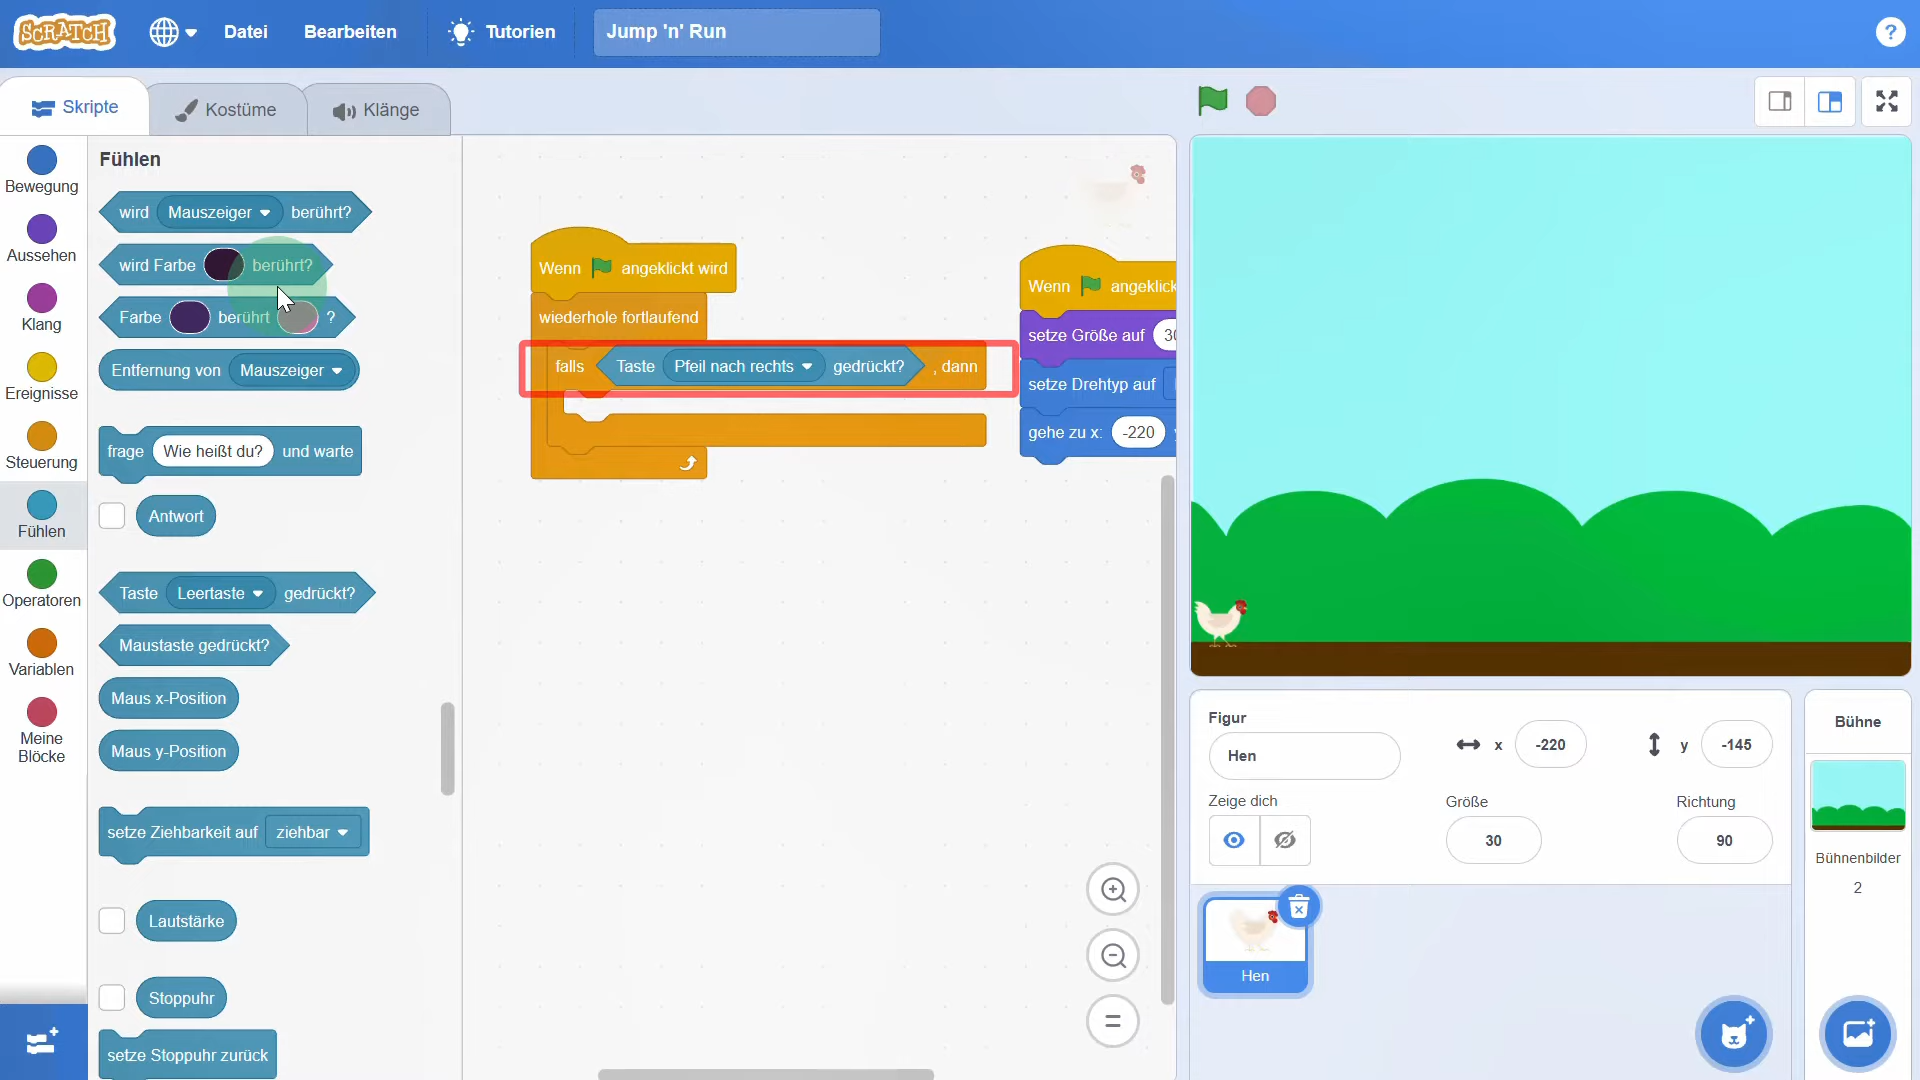 SCRATCH
Datei
Bearbeiten
Tutorien
Jump 'n' Run
?
Skripte
Kostüme
Klänge
Bewegung
Aussehen
Klang
Ereignisse
Steuerung
Fühlen
Operatoren
Variablen
Meine
Blöcke
Fühlen
wird Mauszeiger berührt?
wird Farbe berührt?
Farbe berührt ?
Entfernung von Mauszeiger
frage Wie heißt du? und warte
Antwort
Taste Leertaste gedrückt?
Maustaste gedrückt?
Maus x-Position
Maus y-Position
setze Ziehbarkeit auf ziehbar
Lautstärke
Stoppuhr
setze Stoppuhr zurück
Wenn angeklickt wird
wiederhole fortlaufend
falls Taste Pfeil nach rechts gedrückt? , dann
Wenn angeklick
setze Größe auf 30
setze Drehtyp auf
gehe zu x: -220
Figur
Hen
x -220
y -145
Zeige dich
Größe
30
Richtung
90
Hen
Bühne
Bühnenbilder
2